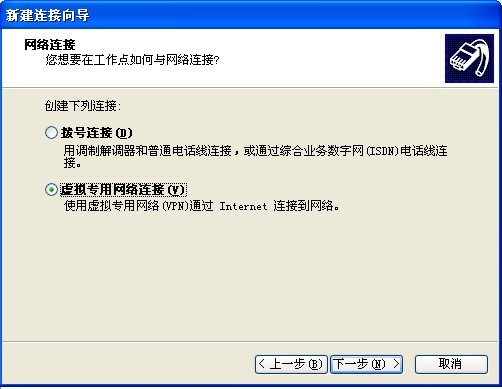 新建连接向导
网络连接
您想要在工作点如何与网络连接?
创建下列连接:
拨号连接(D)
用调制解调器和普通电话线连接，或通过综合业务数字网(ISDN)电话线连
接。
虚拟专用网络连接(V)
使用虚拟专用网络(VPN)通过 Internet 连接到网络。
< 上一步(B) 下一步(N) > 取消